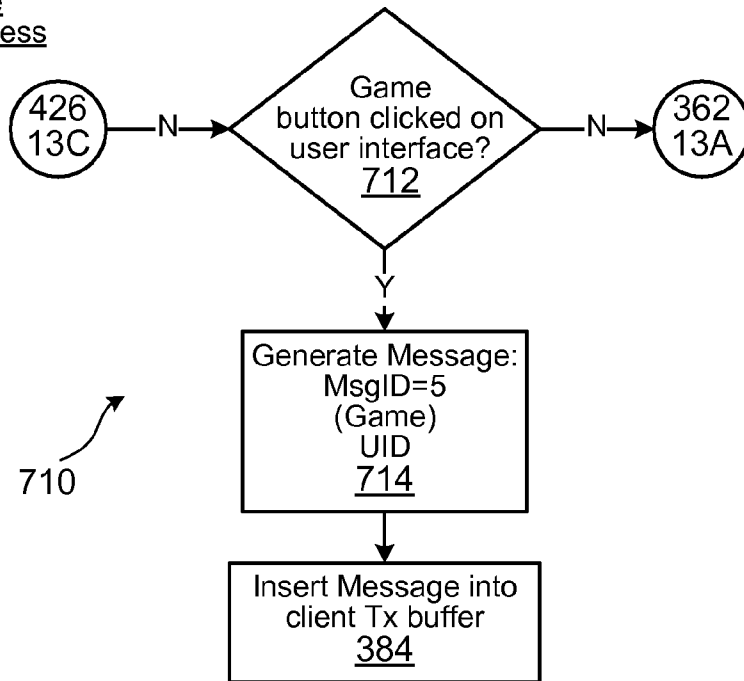 ess
426
13C
N
Game
button clicked on
user interface?
712
N
362
13A
Y
Generate Message:
MsgID=5
(Game)
UID
714
710
Insert Message into
client Tx buffer
384